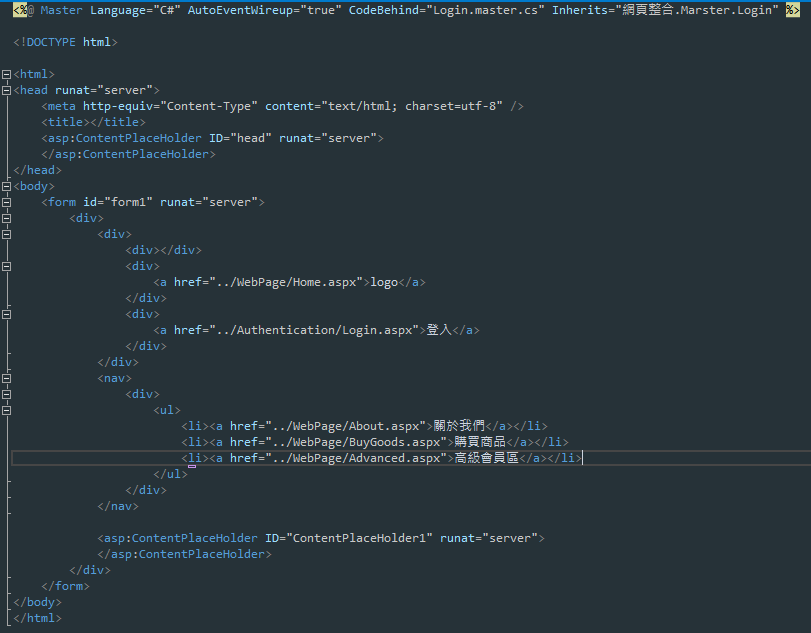 <%@ Master Language="C#" AutoEventWireup="true" CodeBehind="Login.master.cs" Inherits="網頁整合.Marster.Login" %>
<!DOCTYPE html>
<html>
<head runat="server">
<meta http-equiv="Content-Type" content="text/html; charset=utf-8" />
<title></title>
<asp:ContentPlaceHolder ID="head" runat="server">
</asp:ContentPlaceHolder>
</head>
<body>
<form id="form1" runat="server">
<div>
<div>
<div></div>
<div>
<a href="../WebPage/Home.aspx">logo</a>
</div>
<div>
<a href="../Authentication/Login.aspx">登入</a>
</div>
</div>
<nav>
<div>
<ul>
<li><a href="../WebPage/About.aspx">關於我們</a></li>
<li><a href="../WebPage/BuyGoods.aspx">購買商品</a></li>
<li><a href="../WebPage/Advanced.aspx">高級會員區</a></li>
</ul>
</div>
</nav>
<asp:ContentPlaceHolder ID="ContentPlaceHolder1" runat="server">
</asp:ContentPlaceHolder>
</div>
</form>
</body>
</html>